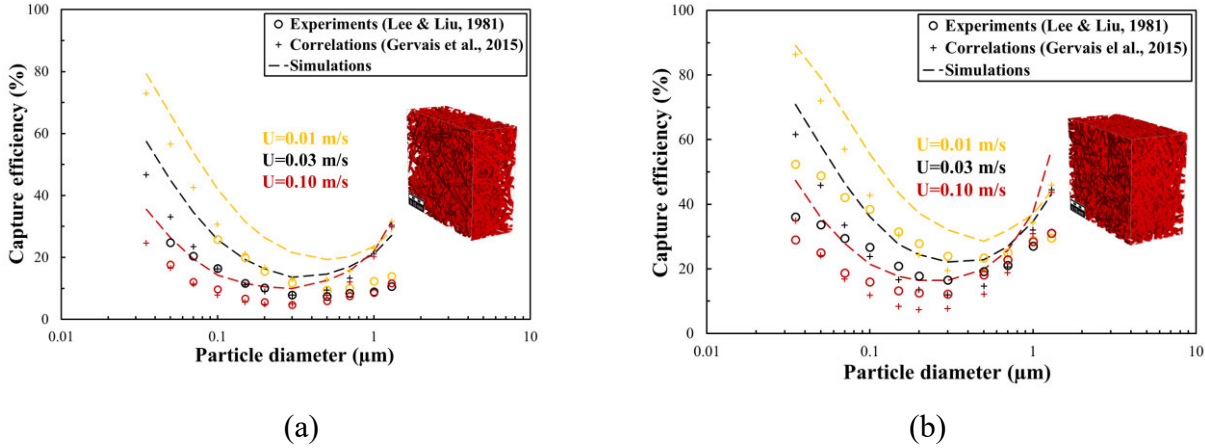 100
80
60
40
20
0
Capture efficiency (%)
Experiments (Lee & Liu, 1981)
Correlations (Gervais el al., 2015)
Simulations
U=0.01 m/s
U=0.03 m/s
U=0.10 m/s
0.01
0.1
1
10
Particle diameter (µm)
(a)
100
80
60
40
20
0
Capture efficiency (%)
Experiments (Lee & Liu, 1981)
Correlations (Gervais el al., 2015)
Simulations
U=0.01 m/s
U=0.03 m/s
U=0.10 m/s
0.01
0.1
1
10
Particle diameter (µm)
(b)